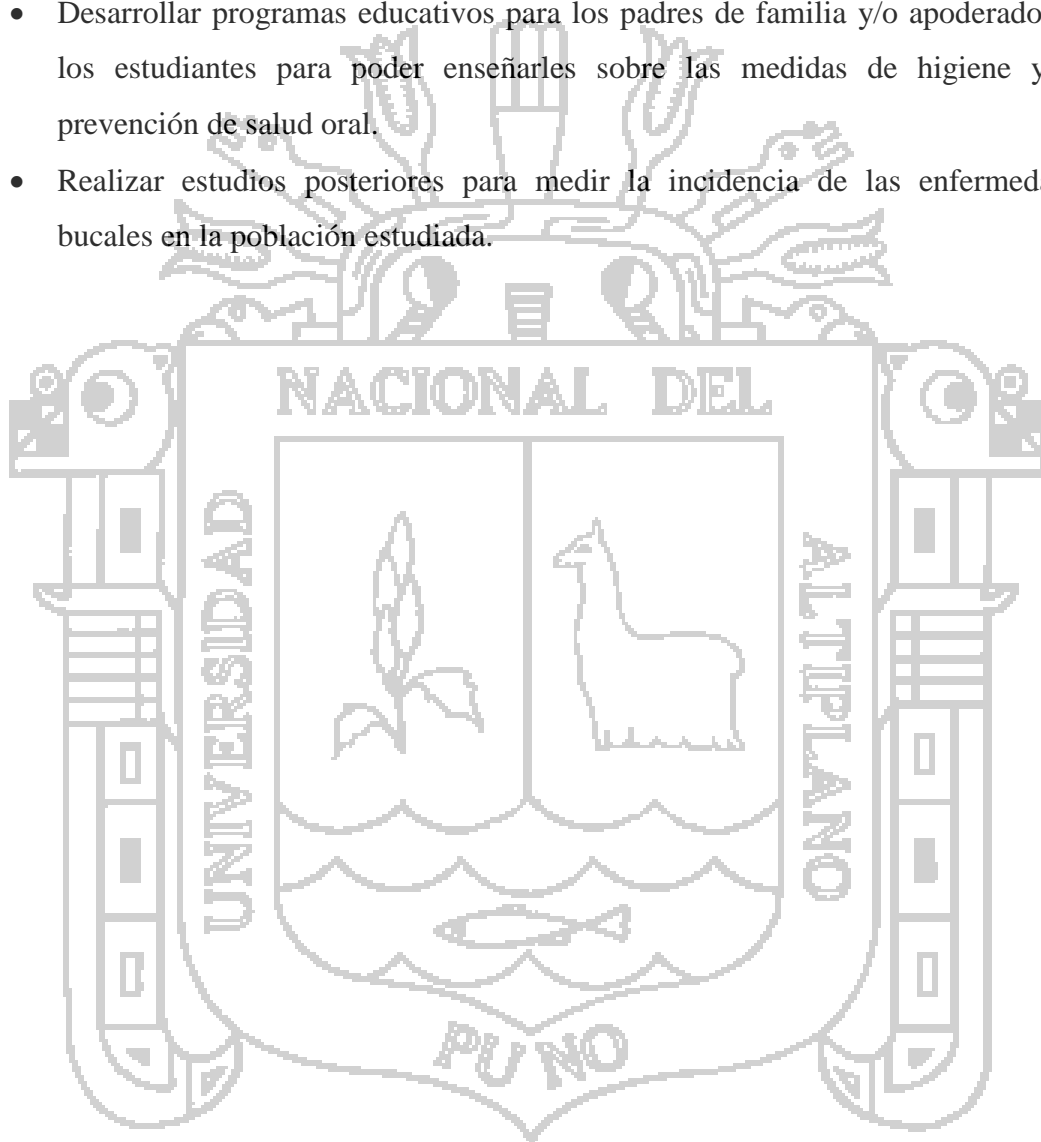 • Desarrollar programas educativos para los padres de familia y/o apoderado
los estudiantes para poder enseñarles sobre las medidas de higiene y
prevención de salud oral.
• Realizar estudios posteriores para medir la incidencia de las enfermeda
bucales en la población estudiada.
NACIONAL DEL
UNIVERSIDAD
ALTIPLANO
PUNO